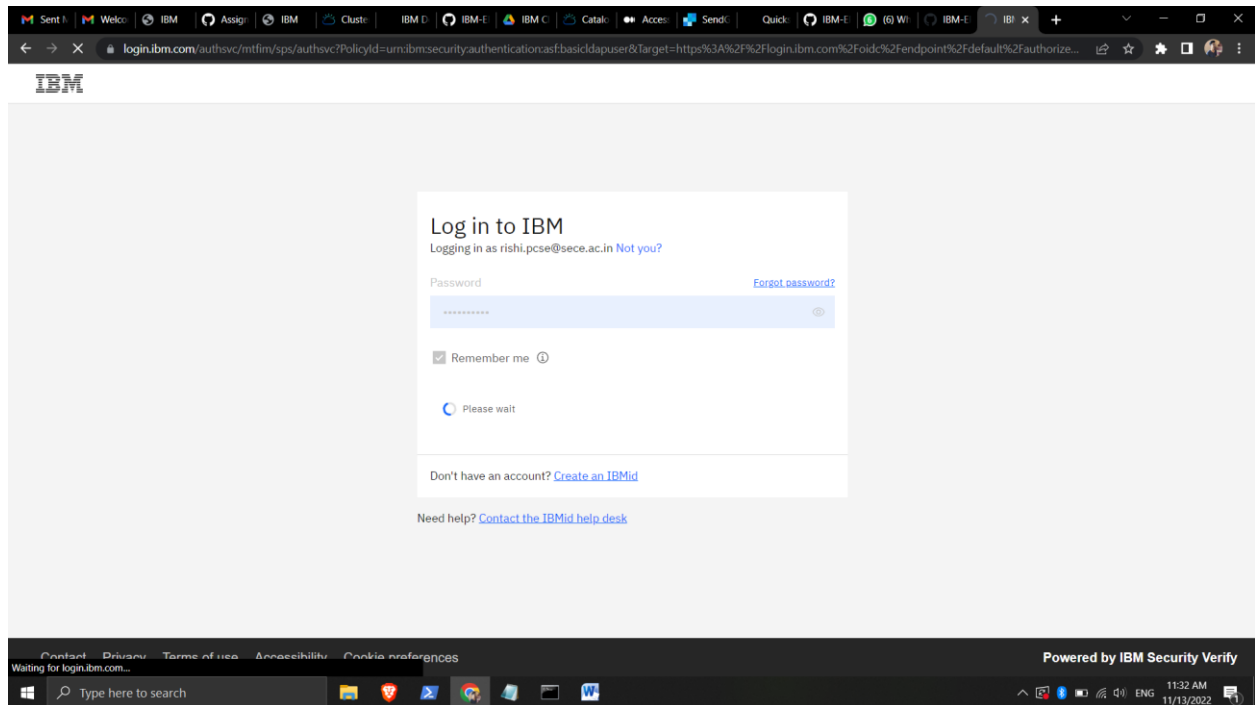 Sent M
Welco
IBM
Assign
IBM
Cluste
IBM D
IBM-E
IBM C
Catalo
Access
SendG
Quick
IBM-E
(6) Wh
IBM-E
IBM
login.ibm.com/authsvc/mtfim/sps/authsvc?PolicyId=urn:ibm:security:authentication:asf:basicldapuser&Target=https%3A%2F%2Flogin.ibm.com%2Foidc%2Fendpoint%2Fdefault%2Fauthorize...
IBM
Log in to IBM
Logging in as rishi.pcse@sece.ac.in Not you?
Password Forgot password?
Remember me
Please wait
Don't have an account? Create an IBMid
Need help? Contact the IBMid help desk
Contact Privacy Terms of use Accessibility Cookie preferences Powered by IBM Security Verify
Waiting for login.ibm.com...
Type here to search
ENG
11:32 AM
11/13/2022